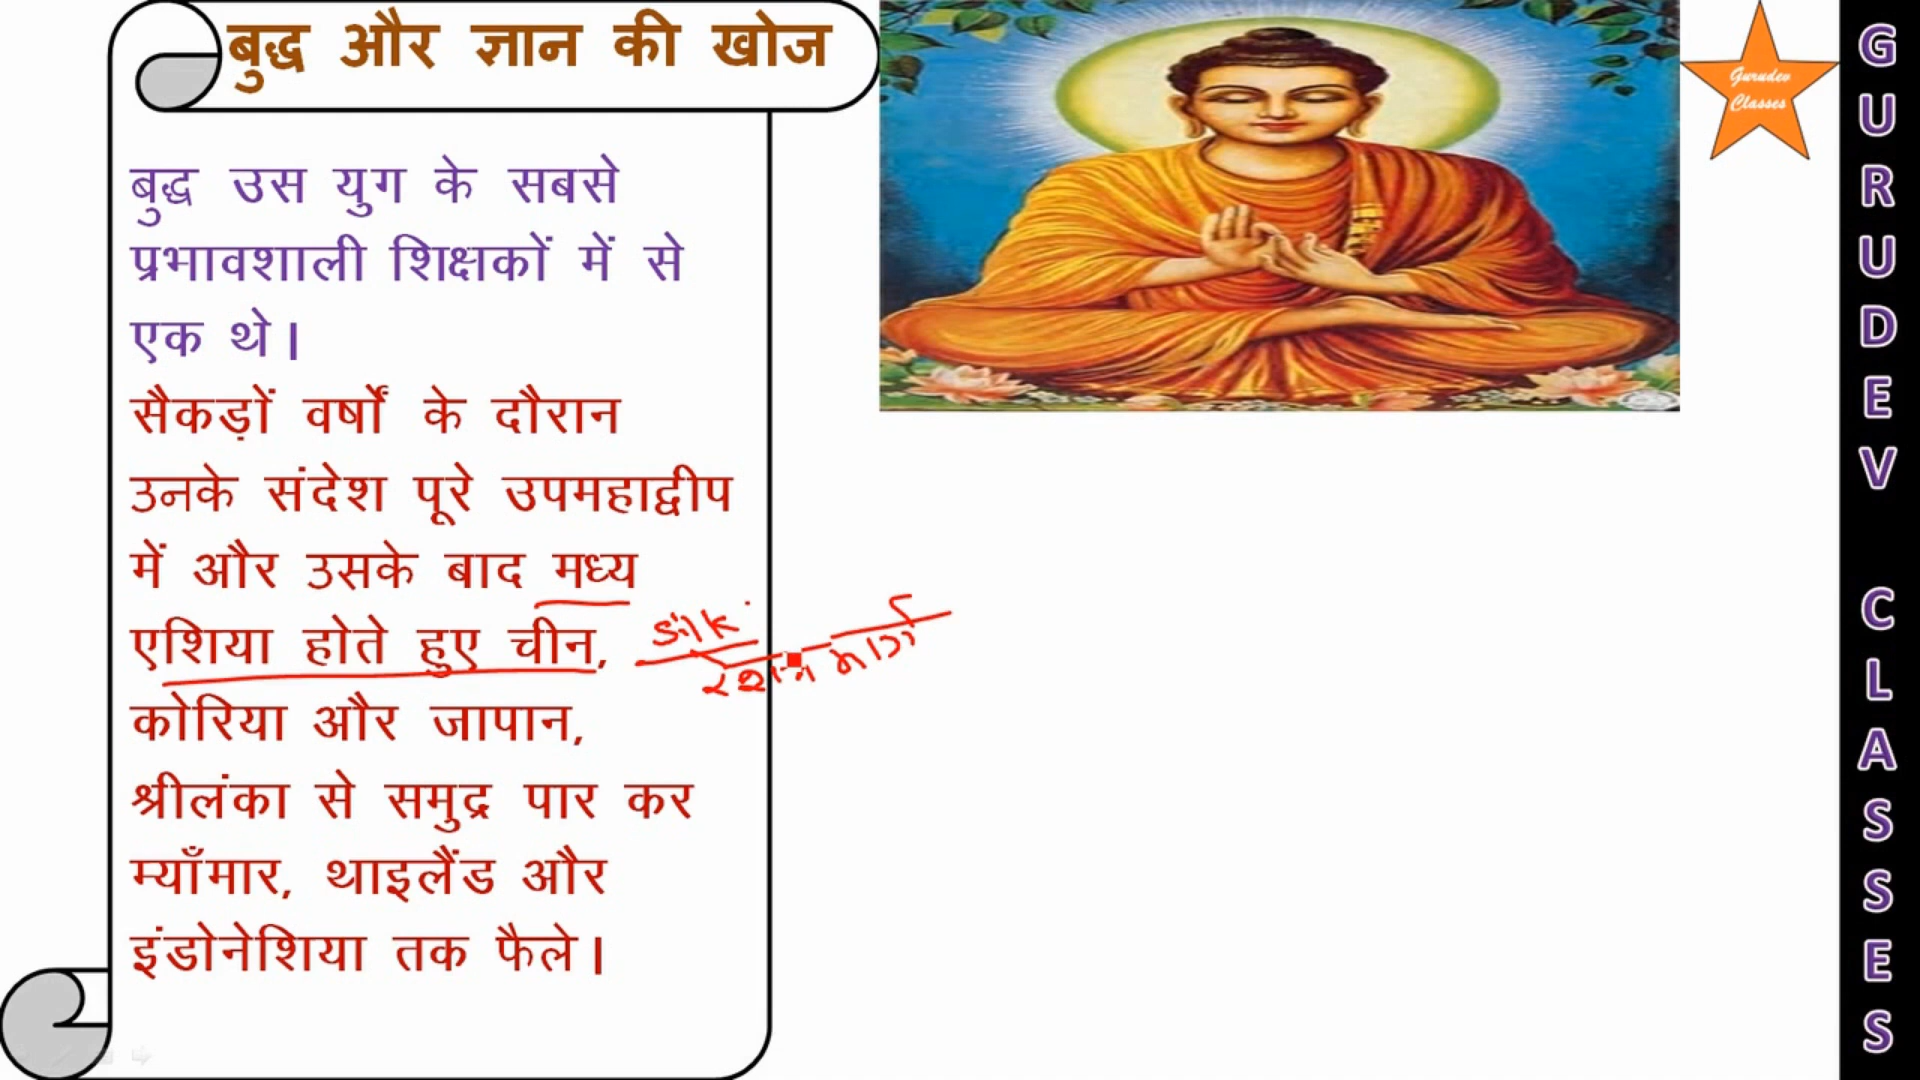 बुद्ध और ज्ञान की खोज
बुद्ध उस युग के सबसे
प्रभावशाली शिक्षकों में से
एक थे।
सैकड़ों वर्षों के दौरान
उनके संदेश पूरे उपमहाद्वीप
में और उसके बाद मध्य
एशिया होते हुए चीन,
कोरिया और जापान,
श्रीलंका से समुद्र पार कर
म्याँमार, थाइलैंड और
इंडोनेशिया तक फैले।
Silk
मार्ग
Gurudev
Classes
GURUDEV CLASSES